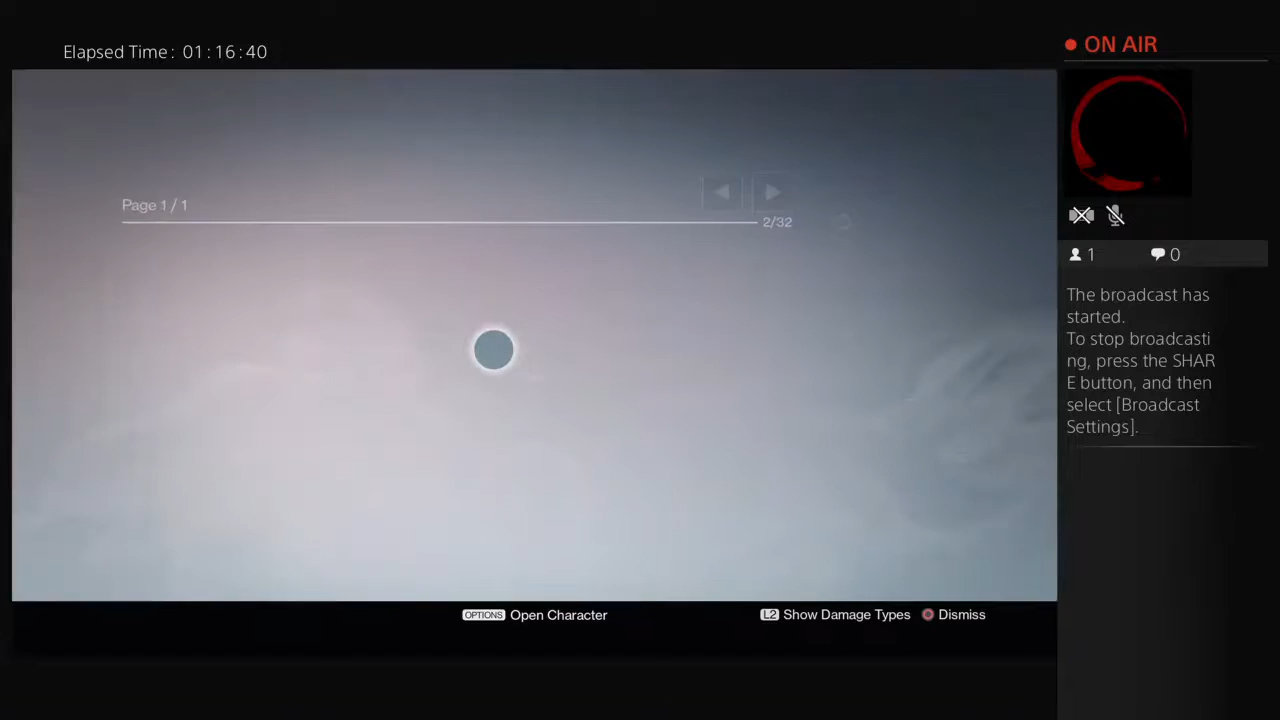 Elapsed Time: 01:16:40
ON AIR
Page 1 / 1
2/32
1
0
The broadcast has
started.
To stop broadcasti
ng, press the SHAR
E button, and then
select [Broadcast
Settings].
OPTIONS Open Character
L2 Show Damage Types
Dismiss